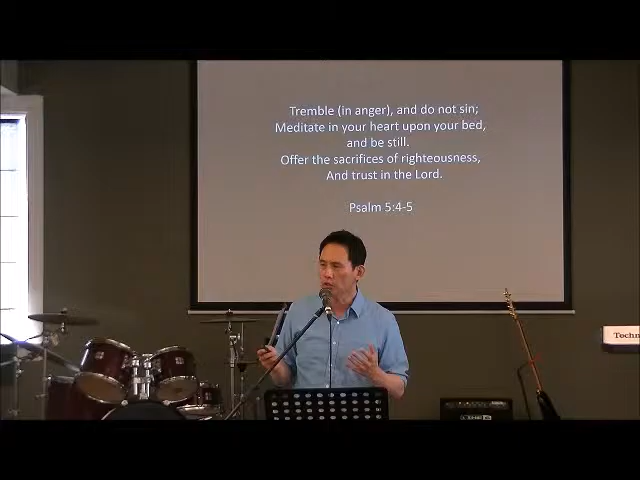 Tremble (in anger), and do not sin;
Meditate in your heart upon your bed,
and be still.
Offer the sacrifices of righteousness,
And trust in the Lord.
Psalm 5:4-5
Techn